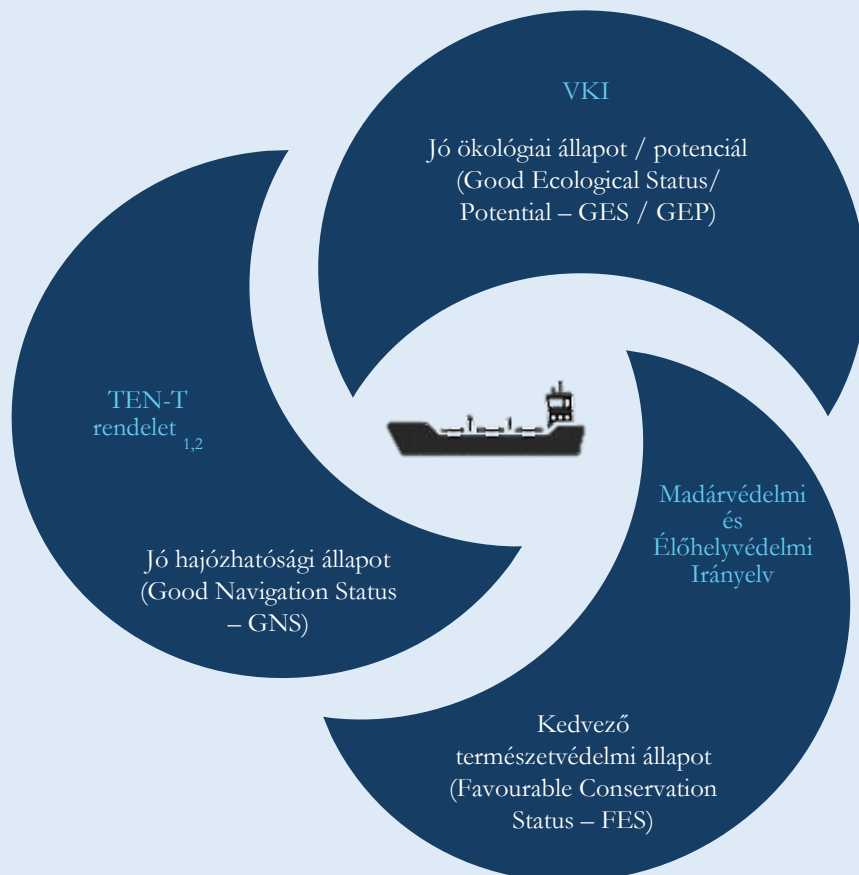 VKI
Jó ökológiai állapot / potenciál
(Good Ecological Status/
Potential – GES / GEP)
TEN-T
rendelet 1,2
Jó hajózhatósági állapot
(Good Navigation Status
– GNS)
Madárvédelmi
és
Élőhelyvédelmi
Irányelv
Kedvező
természetvédelmi állapot
(Favourable Conservation
Status – FES)